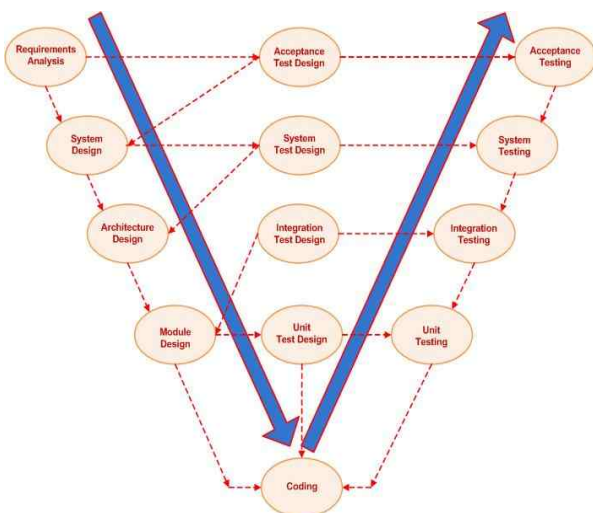 Requirements
Analysis
Acceptance
Test Design
Acceptance
Testing
System
Design
System
Test Design
System
Testing
Architecture
Design
Integration
Test Design
Integration
Testing
Module
Design
Unit
Test Design
Unit
Testing
Coding